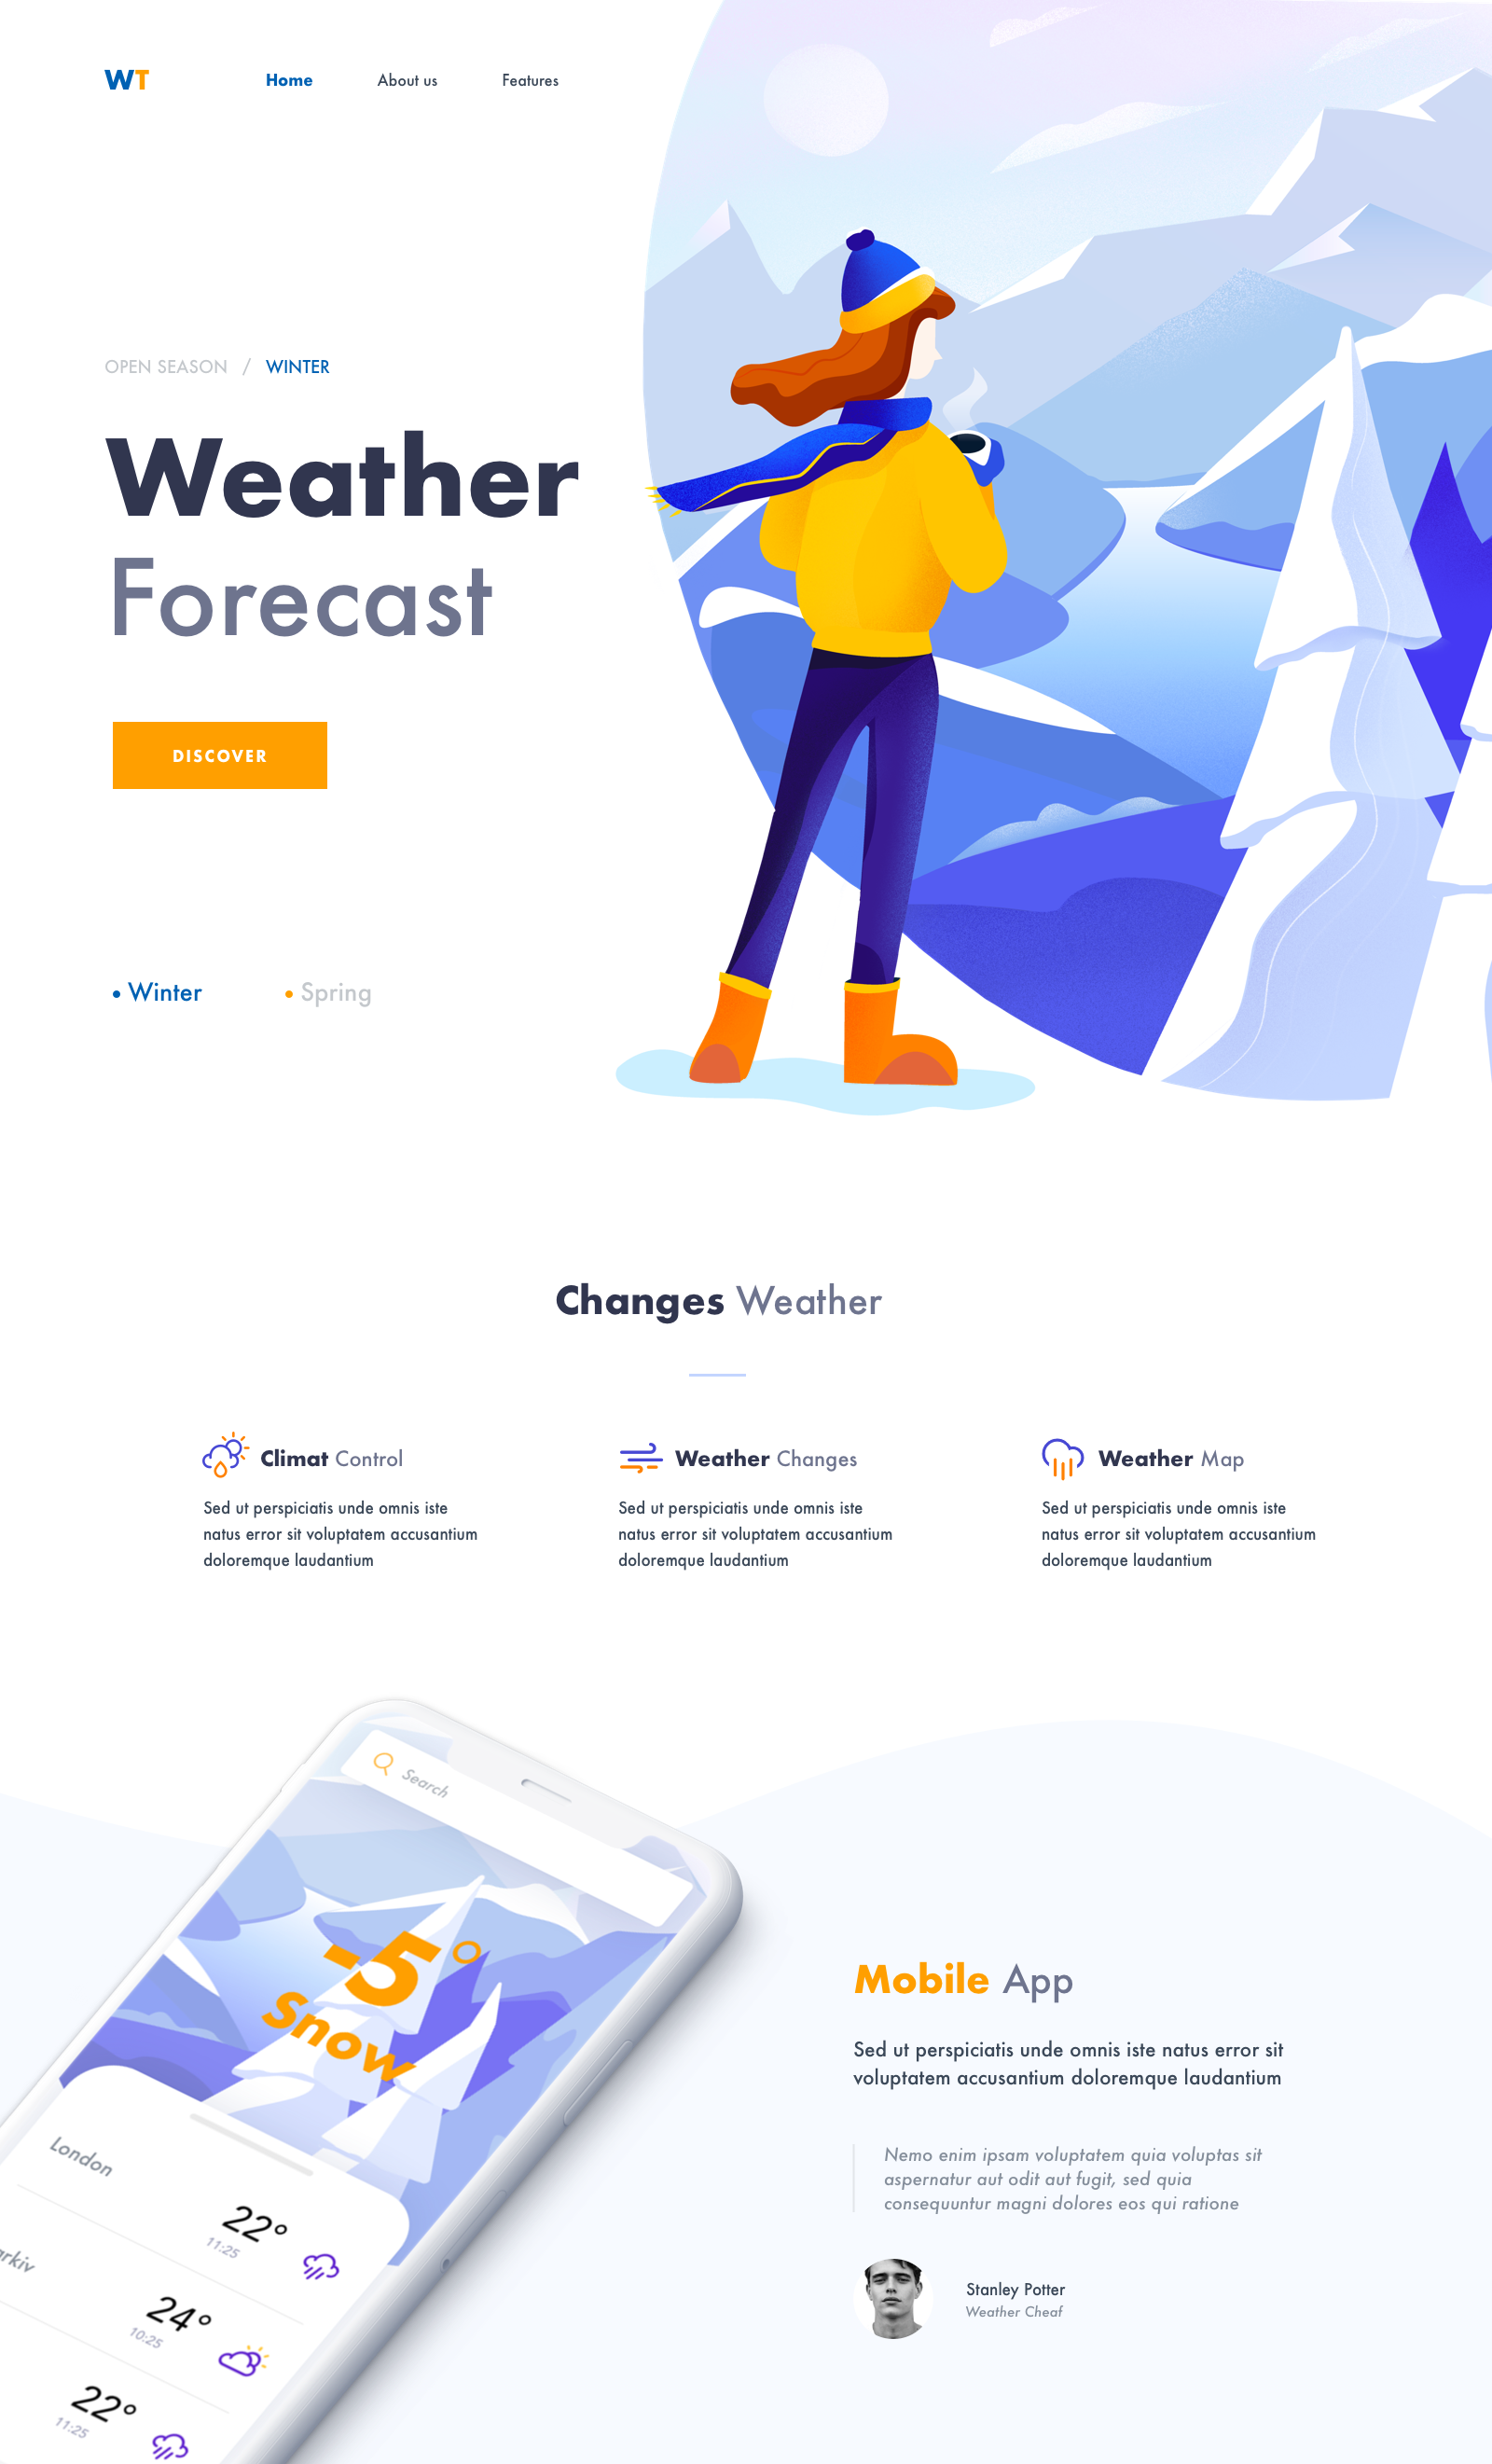 WT
Home About us Features
OPEN SEASON / WINTER
Weather
Forecast
DISCOVER
• Winter • Spring
Changes Weather
Climat Control
Sed ut perspiciatis unde omnis iste
natus error sit voluptatem accusantium
doloremque laudantium
Weather Changes
Sed ut perspiciatis unde omnis iste
natus error sit voluptatem accusantium
doloremque laudantium
Weather Map
Sed ut perspiciatis unde omnis iste
natus error sit voluptatem accusantium
doloremque laudantium
Search
-5°
Snow
London
22°
11:25
arkiv
24°
10:25
22°
11:25
Mobile App
Sed ut perspiciatis unde omnis iste natus error sit
voluptatem accusantium doloremque laudantium
Nemo enim ipsam voluptatem quia voluptas sit
aspernatur aut odit aut fugit, sed quia
consequuntur magni dolores eos qui ratione
Stanley Potter
Weather Cheaf